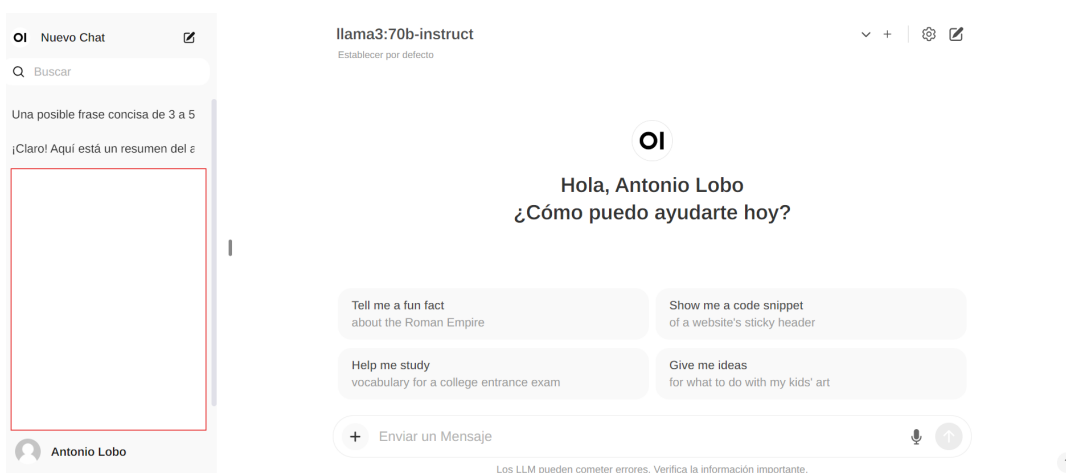 OI Nuevo Chat
Buscar
Una posible frase concisa de 3 a 5
¡Claro! Aquí está un resumen del a
Antonio Lobo
llama3:70b-instruct
Establecer por defecto
OI
Hola, Antonio Lobo
¿Cómo puedo ayudarte hoy?
Tell me a fun fact
about the Roman Empire
Show me a code snippet
of a website's sticky header
Help me study
vocabulary for a college entrance exam
Give me ideas
for what to do with my kids' art
Enviar un Mensaje
Los LLM pueden cometer errores. Verifica la información importante.